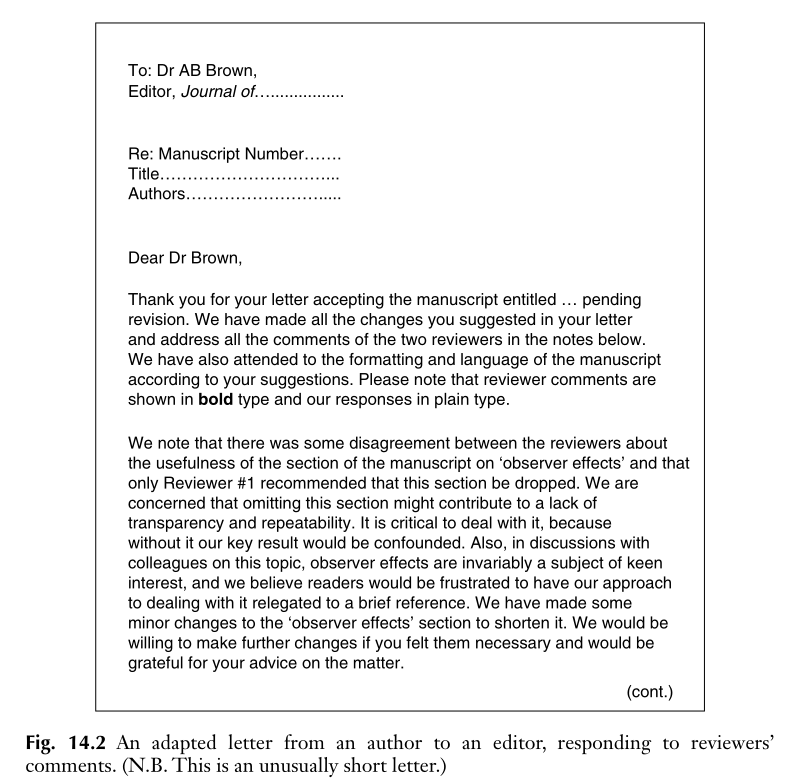 To: Dr AB Brown,
Editor, Journal of…................
Re: Manuscript Number…….
Title…………………………...
Authors…………………….....
Dear Dr Brown,
Thank you for your letter accepting the manuscript entitled … pending
revision. We have made all the changes you suggested in your letter
and address all the comments of the two reviewers in the notes below.
We have also attended to the formatting and language of the manuscript
according to your suggestions. Please note that reviewer comments are
shown in bold type and our responses in plain type.
We note that there was some disagreement between the reviewers about
the usefulness of the section of the manuscript on ‘observer effects’ and that
only Reviewer #1 recommended that this section be dropped. We are
concerned that omitting this section might contribute to a lack of
transparency and repeatability. It is critical to deal with it, because
without it our key result would be confounded. Also, in discussions with
colleagues on this topic, observer effects are invariably a subject of keen
interest, and we believe readers would be frustrated to have our approach
to dealing with it relegated to a brief reference. We have made some
minor changes to the ‘observer effects’ section to shorten it. We would be
willing to make further changes if you felt them necessary and would be
grateful for your advice on the matter.
(cont.)
Fig. 14.2 An adapted letter from an author to an editor, responding to reviewers’
comments. (N.B. This is an unusually short letter.)